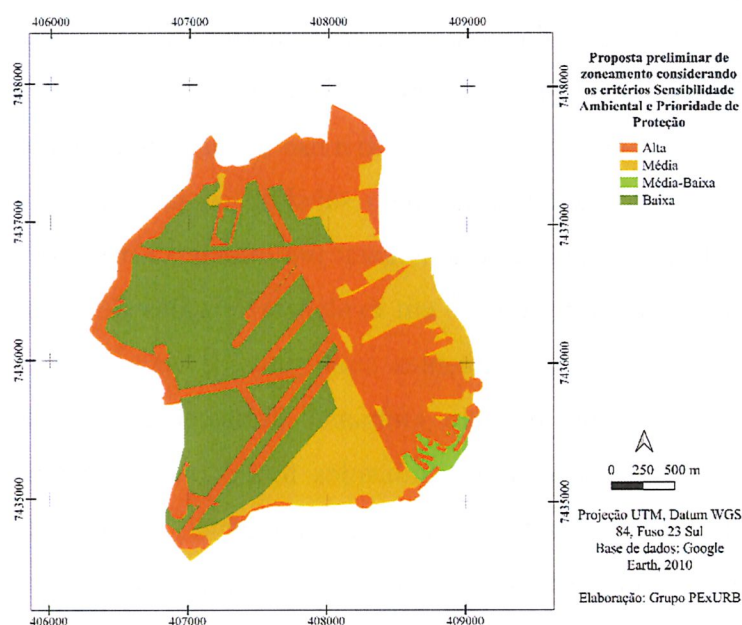 406000 407000 408000 409000
7438000
7437000
7436000
7435000
7438000
7437000
7436000
7435000
406000 407000 408000 409000
Proposta preliminar de
zoneamento considerando
os critérios Sensibilidade
Ambiental e Prioridade de
Proteção
Alta
Média
Média-Baixa
Baixa
0 250 500 m
Projeção UTM, Datum WGS
84, Fuso 23 Sul
Base de dados: Google
Earth, 2010
Elaboração: Grupo PExURB